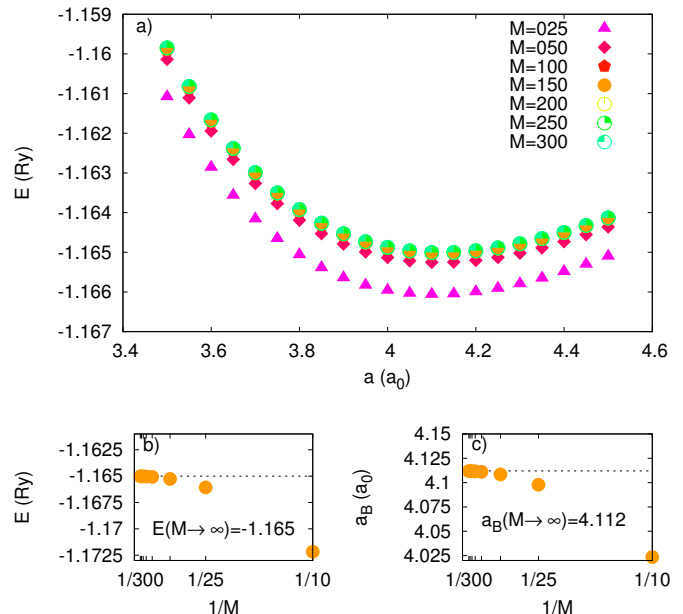 a)
M=025
M=050
M=100
M=150
M=200
M=250
M=300
E (Ry)
-1.159
-1.16
-1.161
-1.162
-1.163
-1.164
-1.165
-1.166
-1.167
3.4 3.6 3.8 4 4.2 4.4 4.6
a (a₀)
b)
E (Ry)
-1.1625
-1.165
-1.1675
-1.17
-1.1725
E(M→∞)=-1.165
1/300 1/25 1/10
1/M
c)
a_B (a₀)
4.15
4.125
4.1
4.075
4.05
4.025
a_B(M→∞)=4.112
1/300 1/25 1/10
1/M